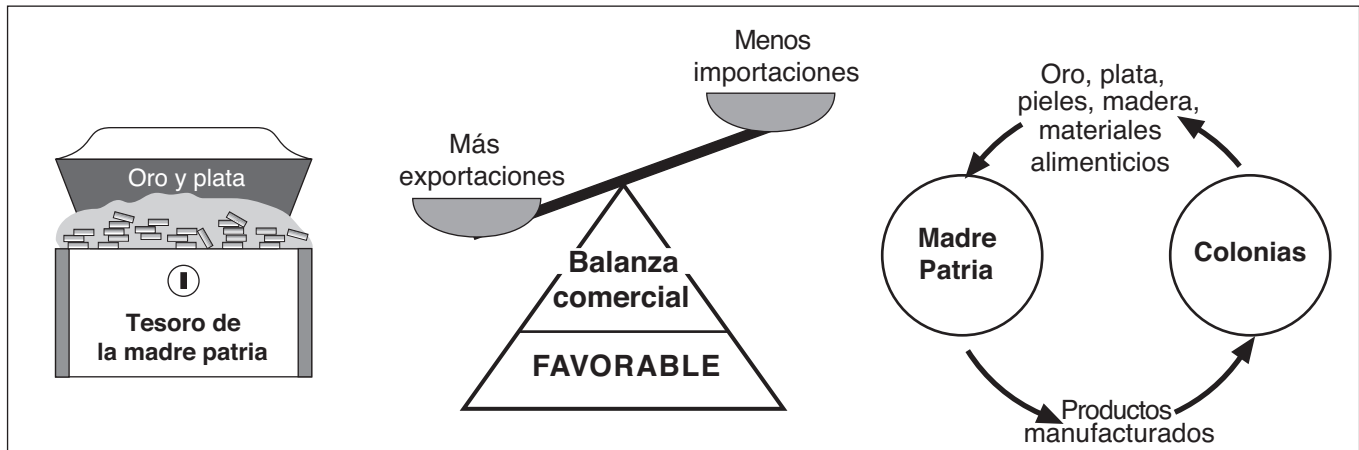 Oro y plata
Tesoro de
la madre patria
Menos
importaciones
Más
exportaciones
Balanza
comercial
FAVORABLE
Oro, plata,
pieles, madera,
materiales
alimenticios
Madre
Patria
Colonias
Productos
manufacturados